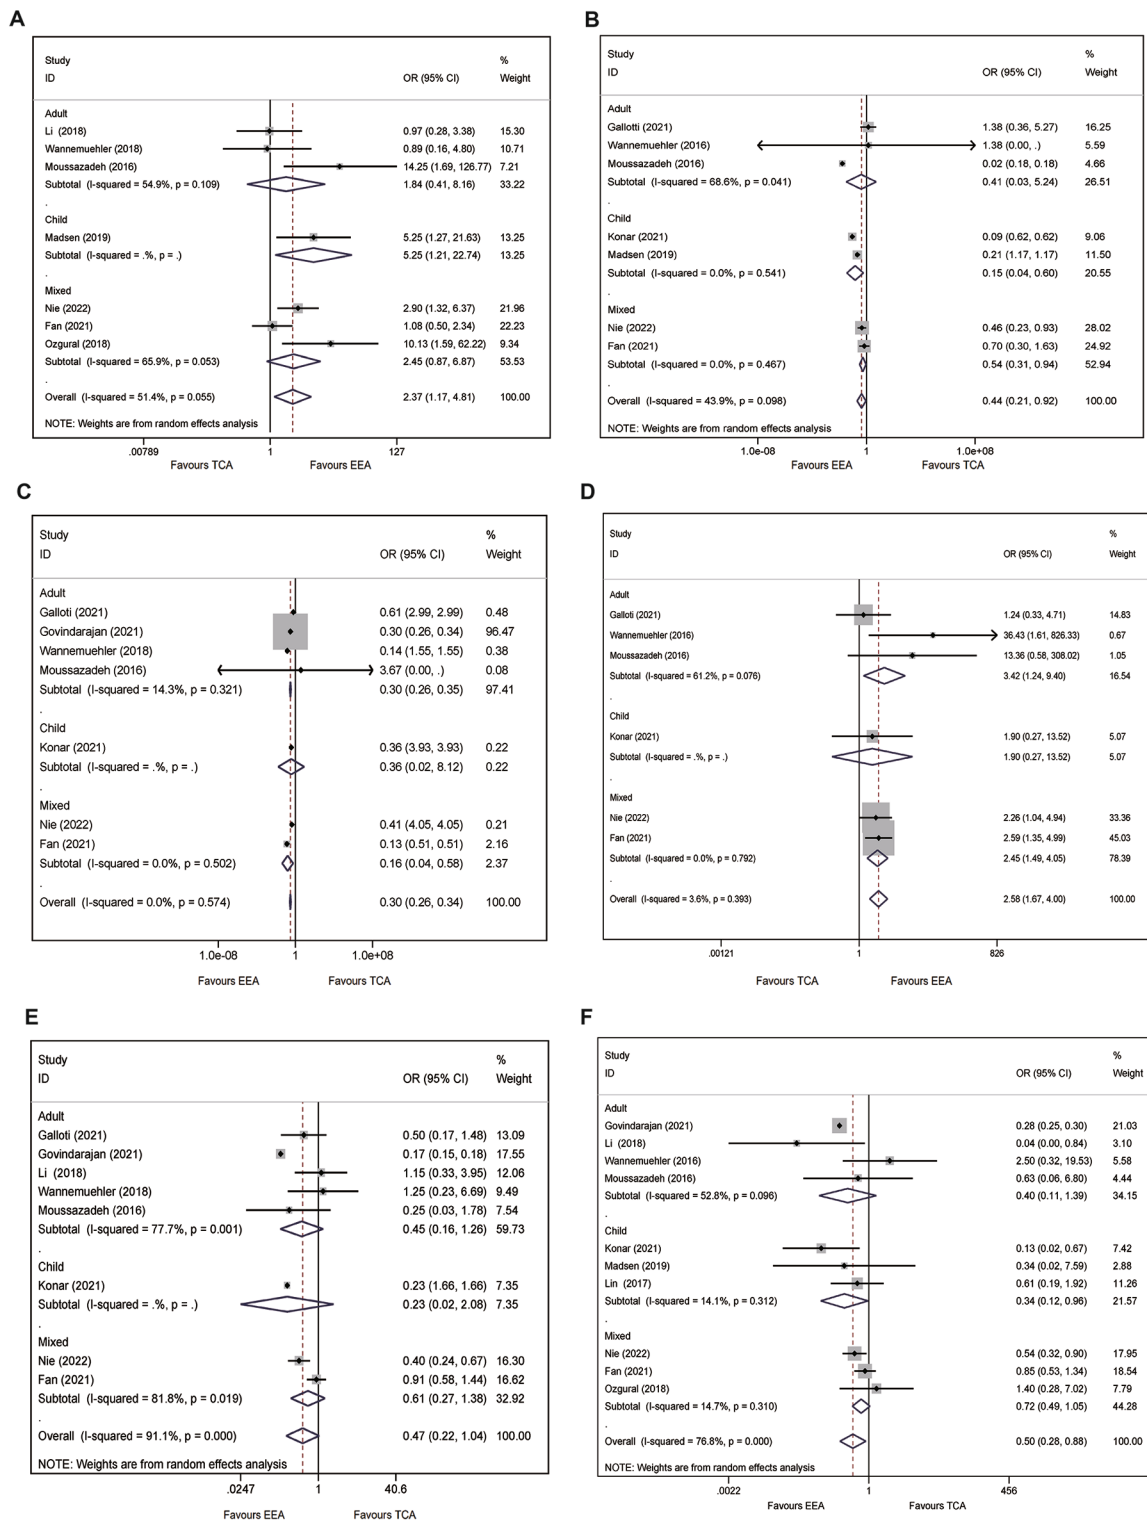 A
Study %
ID OR (95% CI) Weight
Adult
Li (2018) 0.97 (0.28, 3.38) 15.30
Wannemuehler (2018) 0.89 (0.16, 4.80) 10.71
Moussazadeh (2016) 14.25 (1.69, 126.77) 7.21
Subtotal (I-squared = 54.9%, p = 0.109) 1.84 (0.41, 8.16) 33.22
.
Child
Madsen (2019) 5.25 (1.27, 21.63) 13.25
Subtotal (I-squared = .%, p = .) 5.25 (1.21, 22.74) 13.25
.
Mixed
Nie (2022) 2.90 (1.32, 6.37) 21.96
Fan (2021) 1.08 (0.50, 2.34) 22.23
Ozgural (2018) 10.13 (1.59, 62.22) 9.34
Subtotal (I-squared = 65.9%, p = 0.053) 2.45 (0.87, 6.87) 53.53
.
Overall (I-squared = 51.4%, p = 0.055) 2.37 (1.17, 4.81) 100.00
NOTE: Weights are from random effects analysis
.00789 1 127
Favours TCA Favours EEA
B
Study %
ID OR (95% CI) Weight
Adult
Gallotti (2021) 1.38 (0.36, 5.27) 16.25
Wannemuehler (2016) 1.38 (0.00, .) 5.59
Moussazadeh (2016) 0.02 (0.18, 0.18) 4.66
Subtotal (I-squared = 68.6%, p = 0.041) 0.41 (0.03, 5.24) 26.51
.
Child
Konar (2021) 0.09 (0.62, 0.62) 9.06
Madsen (2019) 0.21 (1.17, 1.17) 11.50
Subtotal (I-squared = 0.0%, p = 0.541) 0.15 (0.04, 0.60) 20.55
.
Mixed
Nie (2022) 0.46 (0.23, 0.93) 28.02
Fan (2021) 0.70 (0.30, 1.63) 24.92
Subtotal (I-squared = 0.0%, p = 0.467) 0.54 (0.31, 0.94) 52.94
.
Overall (I-squared = 43.9%, p = 0.098) 0.44 (0.21, 0.92) 100.00
NOTE: Weights are from random effects analysis
1.0e-08 1 1.0e+08
Favours EEA Favours TCA
C
Study %
ID OR (95% CI) Weight
Adult
Galloti (2021) 0.61 (2.99, 2.99) 0.48
Govindarajan (2021) 0.30 (0.26, 0.34) 96.47
Wannemuehler (2018) 0.14 (1.55, 1.55) 0.38
Moussazadeh (2016) 3.67 (0.00, .) 0.08
Subtotal (I-squared = 14.3%, p = 0.321) 0.30 (0.26, 0.35) 97.41
.
Child
Konar (2021) 0.36 (3.93, 3.93) 0.22
Subtotal (I-squared = .%, p = .) 0.36 (0.02, 8.12) 0.22
.
Mixed
Nie (2022) 0.41 (4.05, 4.05) 0.21
Fan (2021) 0.13 (0.51, 0.51) 2.16
Subtotal (I-squared = 0.0%, p = 0.502) 0.16 (0.04, 0.58) 2.37
.
Overall (I-squared = 0.0%, p = 0.574) 0.30 (0.26, 0.34) 100.00
1.0e-08 1 1.0e+08
Favours EEA Favours TCA
D
Study %
ID OR (95% CI) Weight
Adult
Galloti (2021) 1.24 (0.33, 4.71) 14.83
Wannemuehler (2016) 36.43 (1.61, 826.33) 0.67
Moussazadeh (2016) 13.36 (0.58, 308.02) 1.05
Subtotal (I-squared = 61.2%, p = 0.076) 3.42 (1.24, 9.40) 16.54
.
Child
Konar (2021) 1.90 (0.27, 13.52) 5.07
Subtotal (I-squared = .%, p = .) 1.90 (0.27, 13.52) 5.07
.
Mixed
Nie (2022) 2.26 (1.04, 4.94) 33.36
Fan (2021) 2.59 (1.35, 4.99) 45.03
Subtotal (I-squared = 0.0%, p = 0.792) 2.45 (1.49, 4.05) 78.39
.
Overall (I-squared = 3.6%, p = 0.393) 2.58 (1.67, 4.00) 100.00
.00121 1 826
Favours TCA Favours EEA
E
Study %
ID OR (95% CI) Weight
Adult
Galloti (2021) 0.50 (0.17, 1.48) 13.09
Govindarajan (2021) 0.17 (0.15, 0.18) 17.55
Li (2018) 1.15 (0.33, 3.95) 12.06
Wannemuehler (2018) 1.25 (0.23, 6.69) 9.49
Moussazadeh (2016) 0.25 (0.03, 1.78) 7.54
Subtotal (I-squared = 77.7%, p = 0.001) 0.45 (0.16, 1.26) 59.73
.
Child
Konar (2021) 0.23 (1.66, 1.66) 7.35
Subtotal (I-squared = .%, p = .) 0.23 (0.02, 2.08) 7.35
.
Mixed
Nie (2022) 0.40 (0.24, 0.67) 16.30
Fan (2021) 0.91 (0.58, 1.44) 16.62
Subtotal (I-squared = 81.8%, p = 0.019) 0.61 (0.27, 1.38) 32.92
.
Overall (I-squared = 91.1%, p = 0.000) 0.47 (0.22, 1.04) 100.00
NOTE: Weights are from random effects analysis
.0247 1 40.6
Favours EEA Favours TCA
F
Study %
ID OR (95% CI) Weight
Adult
Govindarajan (2021) 0.28 (0.25, 0.30) 21.03
Li (2018) 0.04 (0.00, 0.84) 3.10
Wannemuehler (2016) 2.50 (0.32, 19.53) 5.58
Moussazadeh (2016) 0.63 (0.06, 6.80) 4.44
Subtotal (I-squared = 52.8%, p = 0.096) 0.40 (0.11, 1.39) 34.15
.
Child
Konar (2021) 0.13 (0.02, 0.67) 7.42
Madsen (2019) 0.34 (0.02, 7.59) 2.88
Lin (2017) 0.61 (0.19, 1.92) 11.26
Subtotal (I-squared = 14.1%, p = 0.312) 0.34 (0.12, 0.96) 21.57
.
Mixed
Nie (2022) 0.54 (0.32, 0.90) 17.95
Fan (2021) 0.85 (0.53, 1.34) 18.54
Ozgural (2018) 1.40 (0.28, 7.02) 7.79
Subtotal (I-squared = 14.7%, p = 0.310) 0.72 (0.49, 1.05) 44.28
.
Overall (I-squared = 76.8%, p = 0.000) 0.50 (0.28, 0.88) 100.00
NOTE: Weights are from random effects analysis
.0022 1 456
Favours EEA Favours TCA